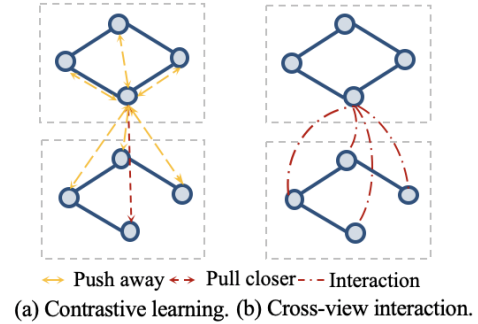 Push away Pull closer Interaction
(a) Contrastive learning. (b) Cross-view interaction.